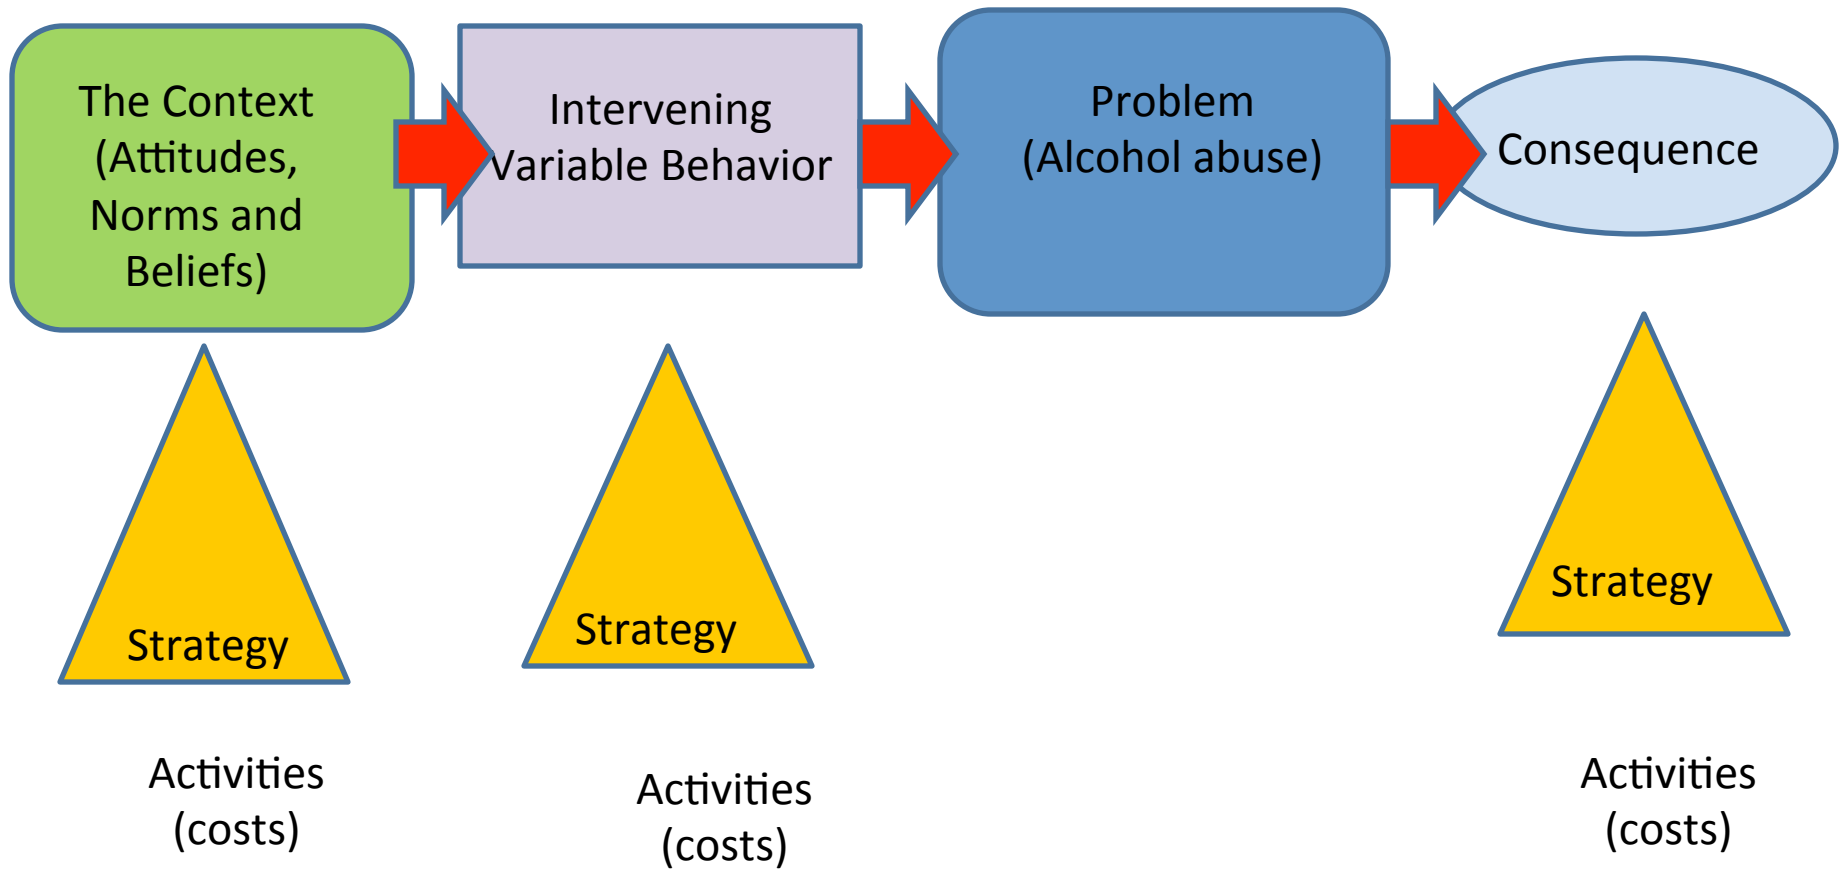 The Context
(Attitudes,
Norms and
Beliefs)
Intervening
Variable Behavior
Problem
(Alcohol abuse)
Consequence
Strategy
Strategy
Strategy
Activities
(costs)
Activities
(costs)
Activities
(costs)